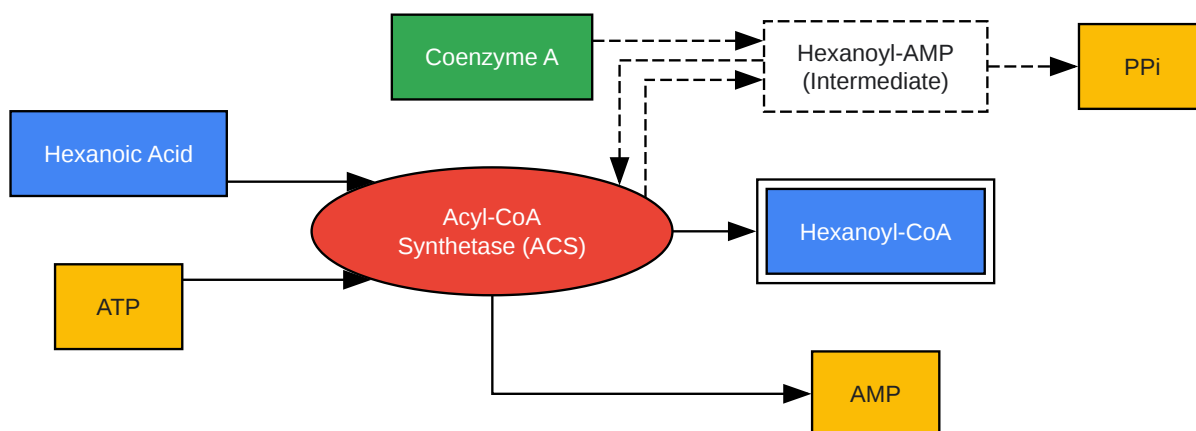 Coenzyme A
Hexanoyl-AMP
(Intermediate)
PPi
Hexanoic Acid
Acyl-CoA
Synthetase (ACS)
Hexanoyl-CoA
ATP
AMP